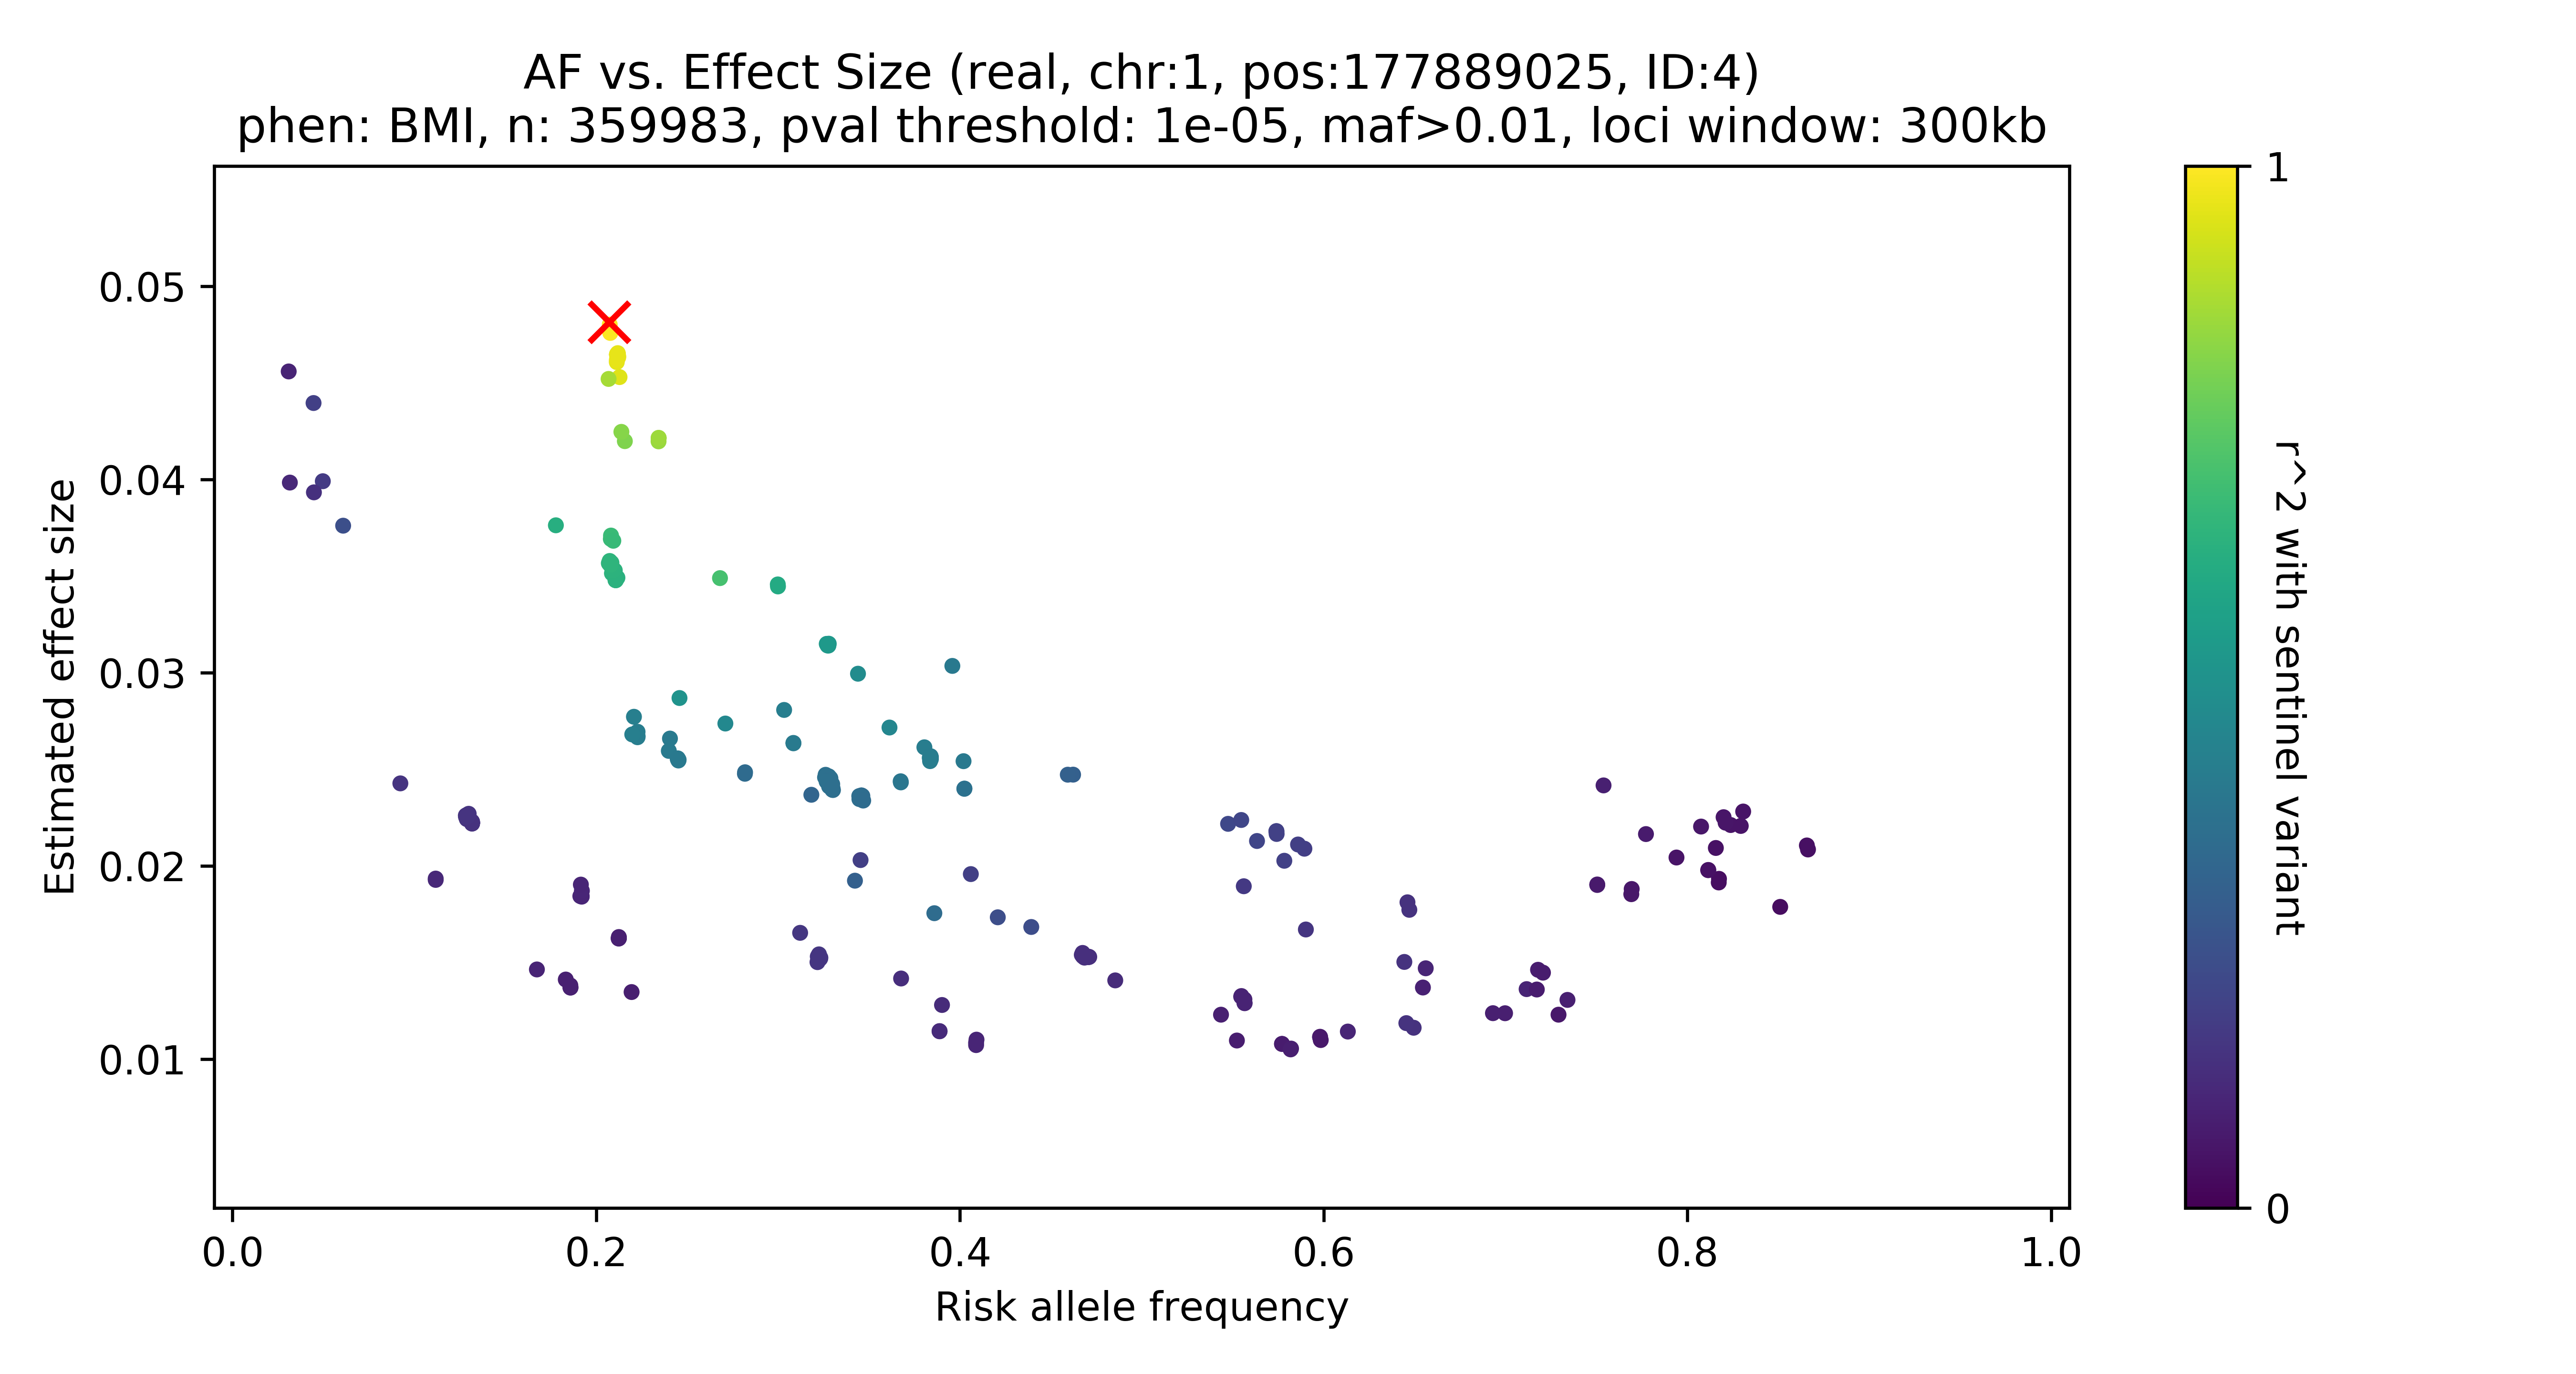 AF vs. Effect Size (real, chr:1, pos:177889025, ID:4)
phen: BMI, n: 359983, pval threshold: 1e-05, maf>0.01, loci window: 300kb
0.05
0.04
0.03
0.02
0.01
Estimated effect size
0.0 0.2 0.4 0.6 0.8 1.0
Risk allele frequency
1
0
r^2 with sentinel variant